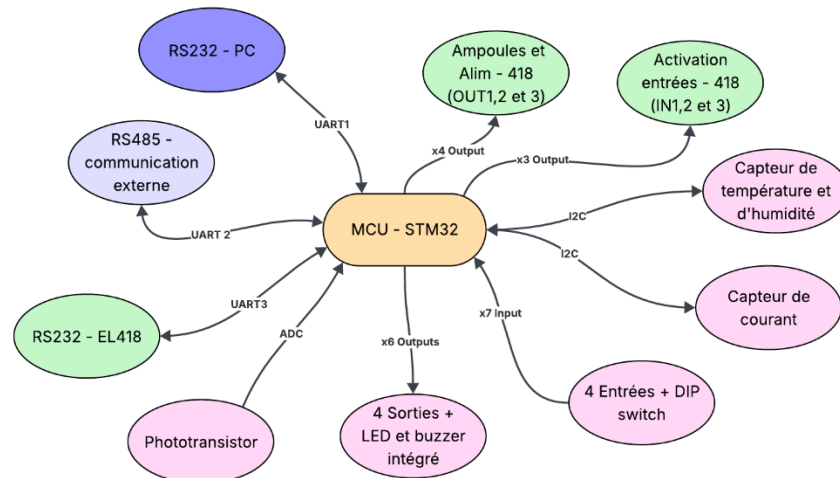 RS232 - PC
Ampoules et
Alim - 418
(OUT1,2 et 3)
Activation
entrées - 418
(IN1,2 et 3)
UART1
RS485 -
communication
externe
x4 Output
x3 Output
Capteur de
température et
d'humidité
MCU - STM32
I2C
UART 2
I2C
UART3
Capteur de
courant
RS232 - EL418
ADC
x6 Outputs
x7 Input
4 Entrées + DIP
switch
Phototransistor
4 Sorties +
LED et buzzer
intégré